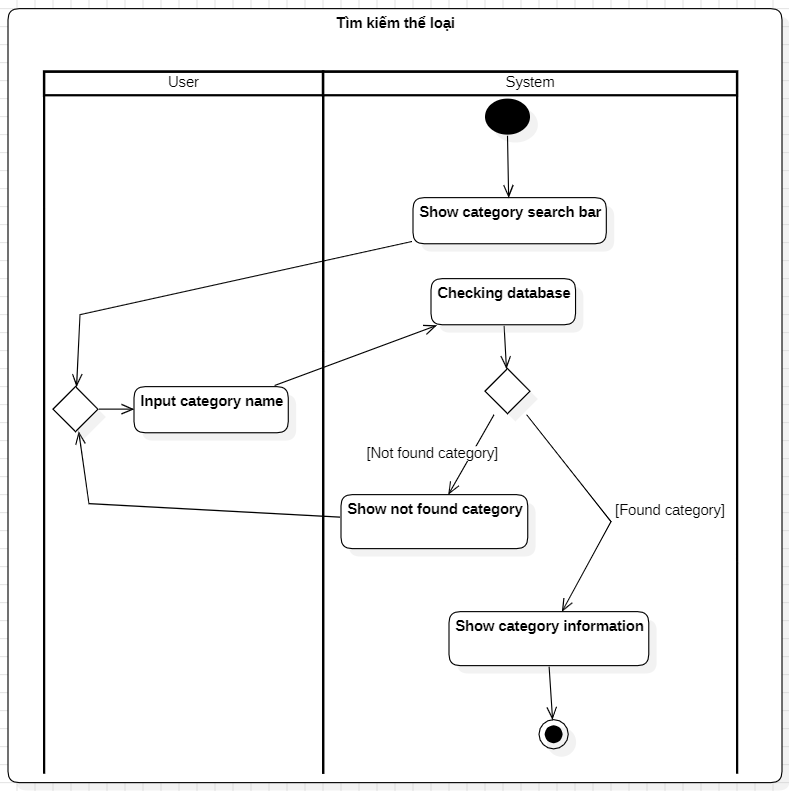 Tìm kiếm thể loại
User
System
Show category search bar
Checking database
Input category name
[Not found category]
Show not found category
[Found category]
Show category information